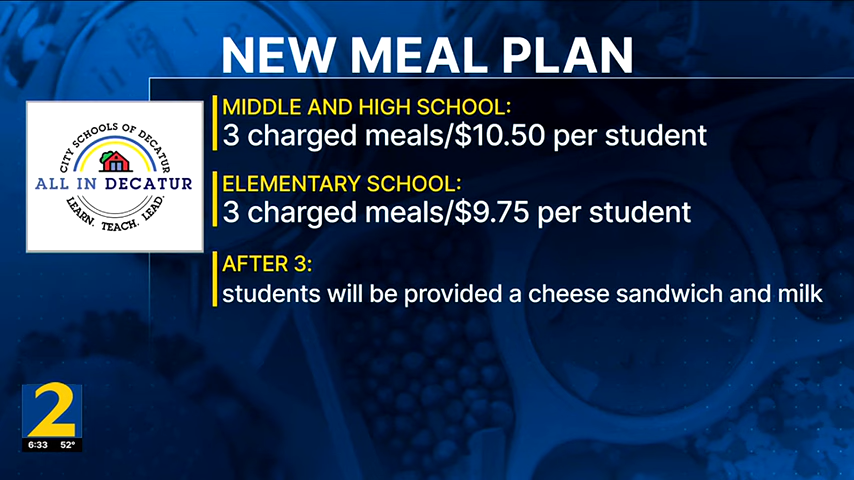 NEW MEAL PLAN
CITY SCHOOLS OF DECATUR
ALL IN DECATUR
LEARN. TEACH. LEAD.
MIDDLE AND HIGH SCHOOL:
3 charged meals/$10.50 per student
ELEMENTARY SCHOOL:
3 charged meals/$9.75 per student
AFTER 3:
students will be provided a cheese sandwich and milk
2
6:33 52°